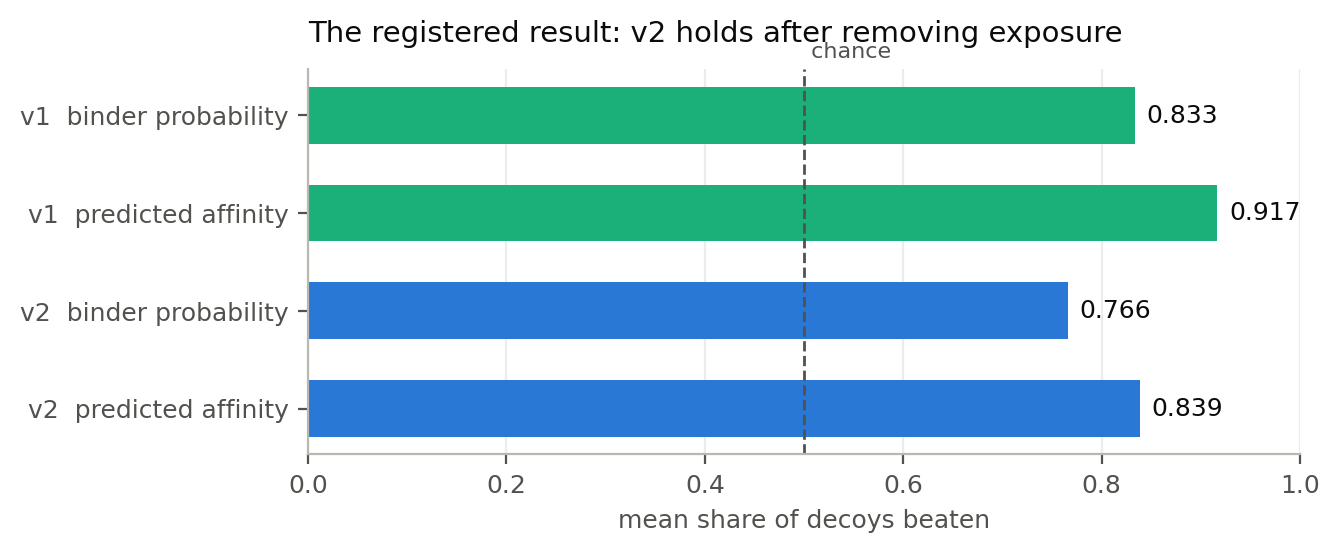 The registered result: v2 holds after removing exposure
chance
v1 binder probability
0.833
v1 predicted affinity
0.917
v2 binder probability
0.766
v2 predicted affinity
0.839
0.0 0.2 0.4 0.6 0.8 1.0
mean share of decoys beaten